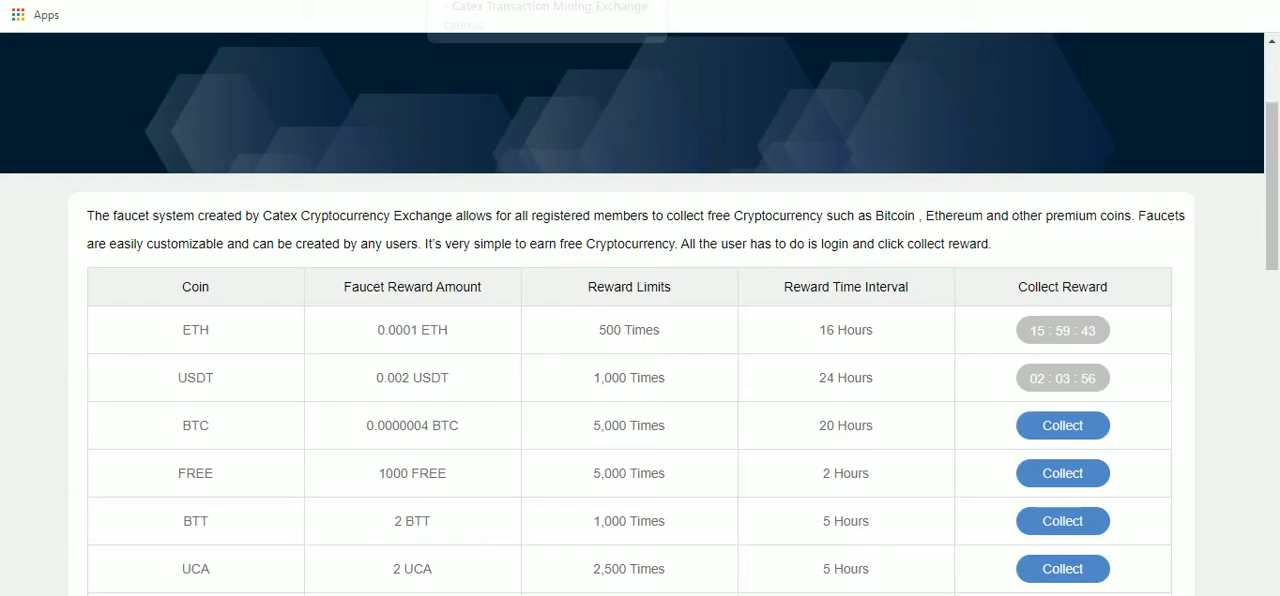 Apps
- Catex Transaction Mining Exchange
catex.io
The faucet system created by Catex Cryptocurrency Exchange allows for all registered members to collect free Cryptocurrency such as Bitcoin , Ethereum and other premium coins. Faucets
are easily customizable and can be created by any users. It's very simple to earn free Cryptocurrency. All the user has to do is login and click collect reward.
Coin Faucet Reward Amount Reward Limits Reward Time Interval Collect Reward
ETH 0.0001 ETH 500 Times 16 Hours 15 : 59 : 43
USDT 0.002 USDT 1,000 Times 24 Hours 02 : 03 : 56
BTC 0.0000004 BTC 5,000 Times 20 Hours Collect
FREE 1000 FREE 5,000 Times 2 Hours Collect
BTT 2 BTT 1,000 Times 5 Hours Collect
UCA 2 UCA 2,500 Times 5 Hours Collect